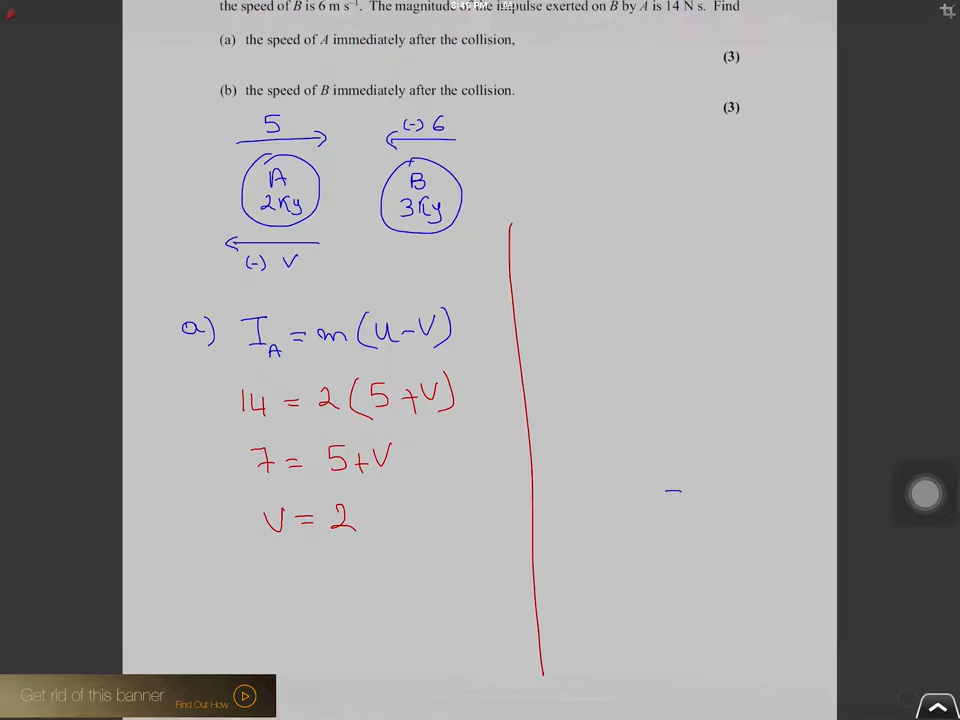 the speed of B is 6 m s⁻¹. The magnitude of the impulse exerted on B by A is 14 N s. Find
(a) the speed of A immediately after the collision,
(3)
(b) the speed of B immediately after the collision.
(3)
5
(-) 6
A
2Kg
B
3Kg
(-) v
a) I_A = m(u-v)
14 = 2(5+v)
7 = 5+v
v = 2
Get rid of this banner
Find Out How